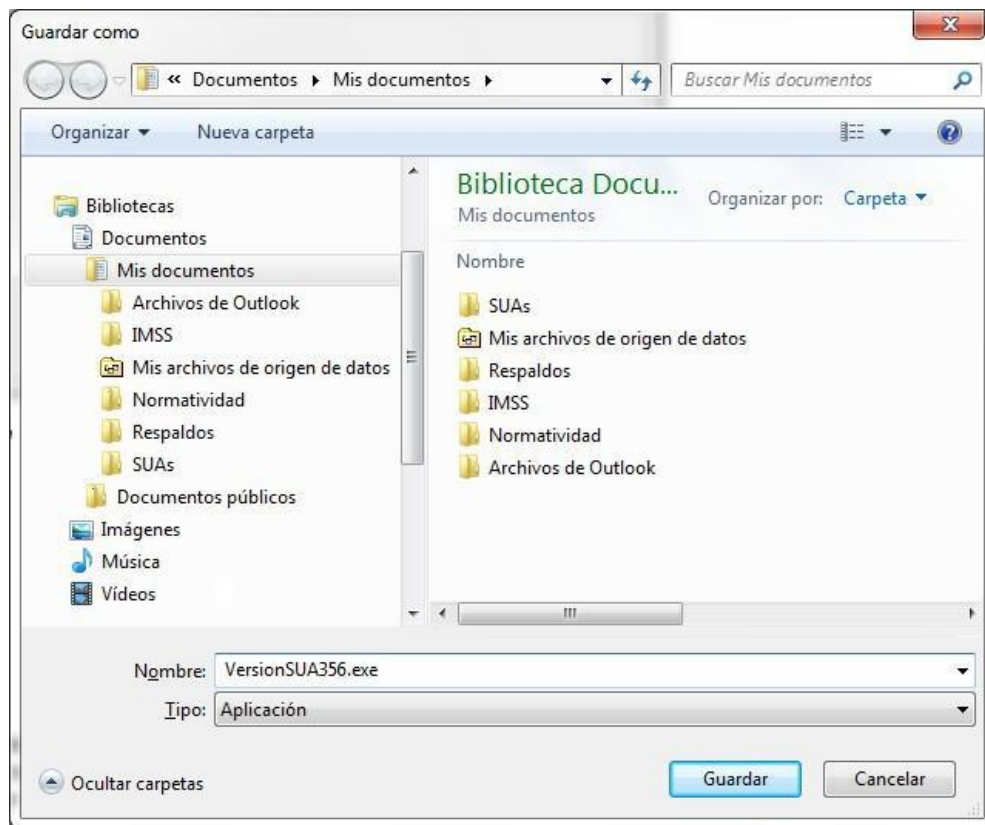 Guardar como
« Documentos ▸ Mis documentos ▸
Buscar Mis documentos
Organizar
Nueva carpeta
Bibliotecas
Documentos
Mis documentos
Archivos de Outlook
IMSS
Mis archivos de origen de datos
Normatividad
Respaldos
SUAs
Documentos públicos
Imágenes
Música
Vídeos
Biblioteca Docu...
Mis documentos
Organizar por: Carpeta
Nombre
SUAs
Mis archivos de origen de datos
Respaldos
IMSS
Normatividad
Archivos de Outlook
Nombre: VersionSUA356.exe
Tipo: Aplicación
Ocultar carpetas
Guardar
Cancelar